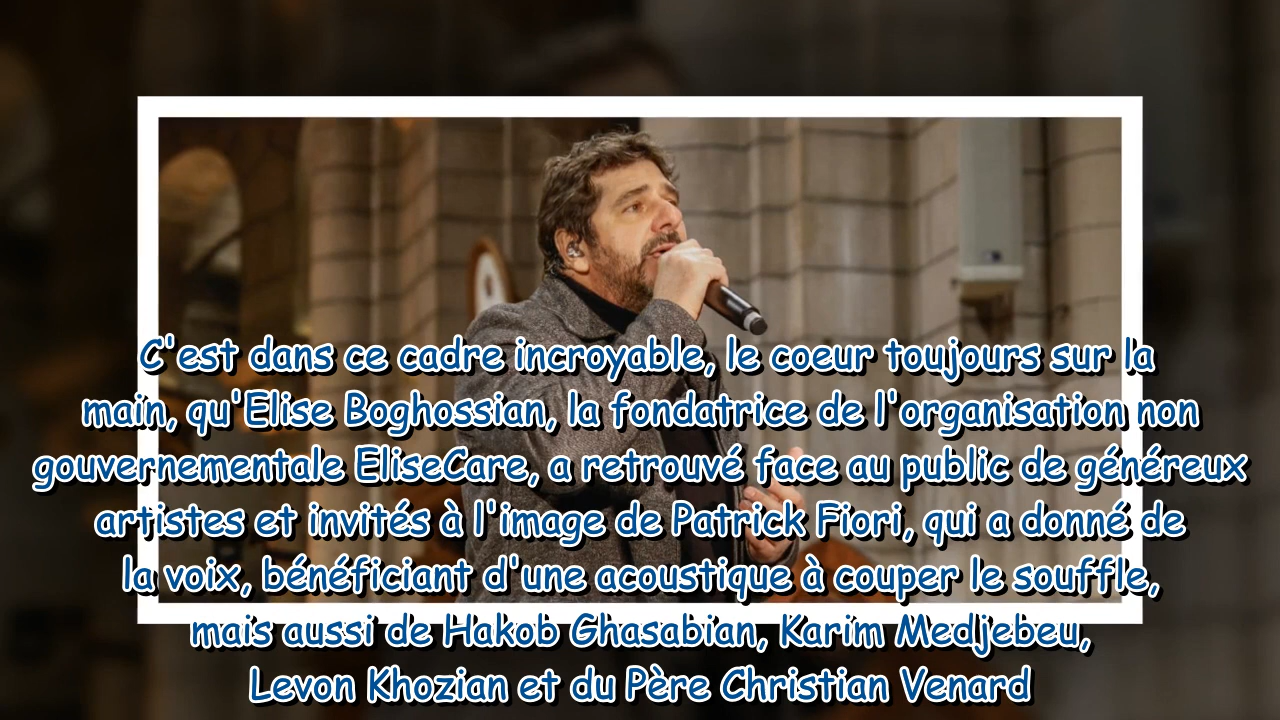 C'est dans ce cadre incroyable, le coeur toujours sur la
main, qu'Elise Boghossian, la fondatrice de l'organisation non
gouvernementale EliseCare, a retrouvé face au public de généreux
artistes et invités à l'image de Patrick Fiori, qui a donné de
la voix, bénéficiant d'une acoustique à couper le souffle,
mais aussi de Hakob Ghasabian, Karim Medjebeu,
Levon Khozian et du Père Christian Venard